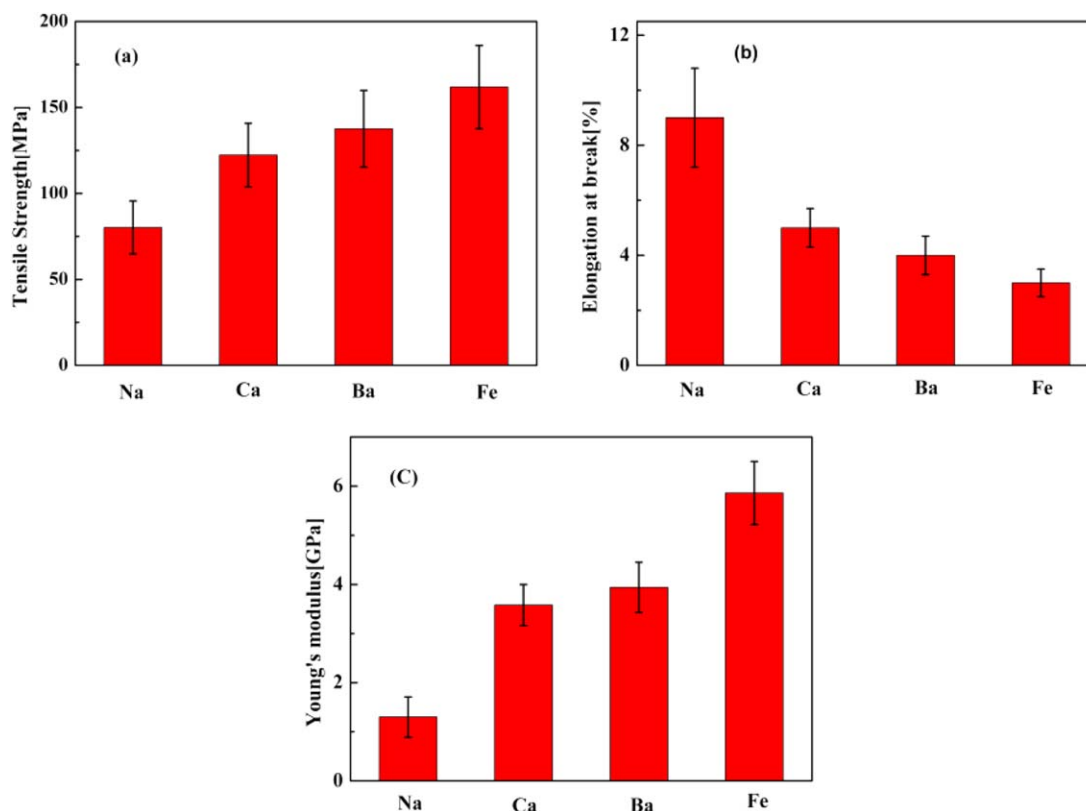 (a)
Tensile Strength[MPa]
200
150
100
50
0
Na Ca Ba Fe
(b)
Elongation at break[%]
12
8
4
0
Na Ca Ba Fe
(C)
Young's modulus[GPa]
6
4
2
0
Na Ca Ba Fe